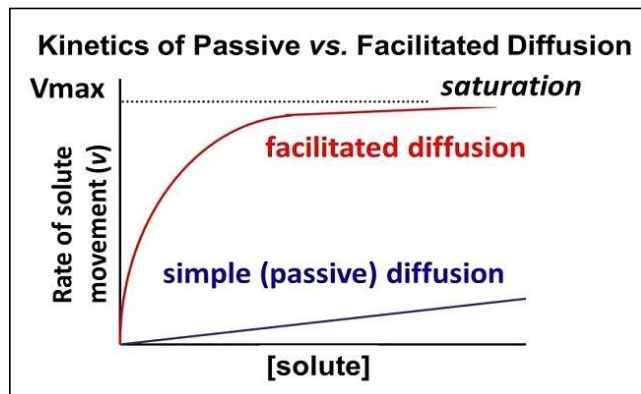 Kinetics of Passive vs. Facilitated Diffusion
Vmax
saturation
facilitated diffusion
Rate of solute
movement (v)
simple (passive) diffusion
[solute]